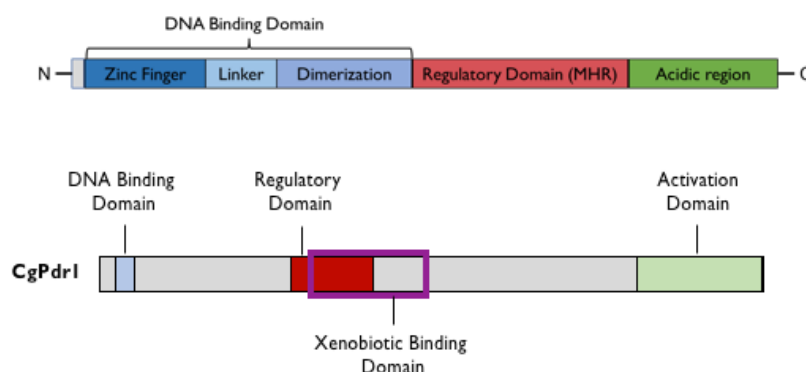 DNA Binding Domain
N Zinc Finger Linker Dimerization Regulatory Domain (MHR) Acidic region
DNA Binding
Domain
Regulatory
Domain
Activation
Domain
CgPdr1
Xenobiotic Binding
Domain